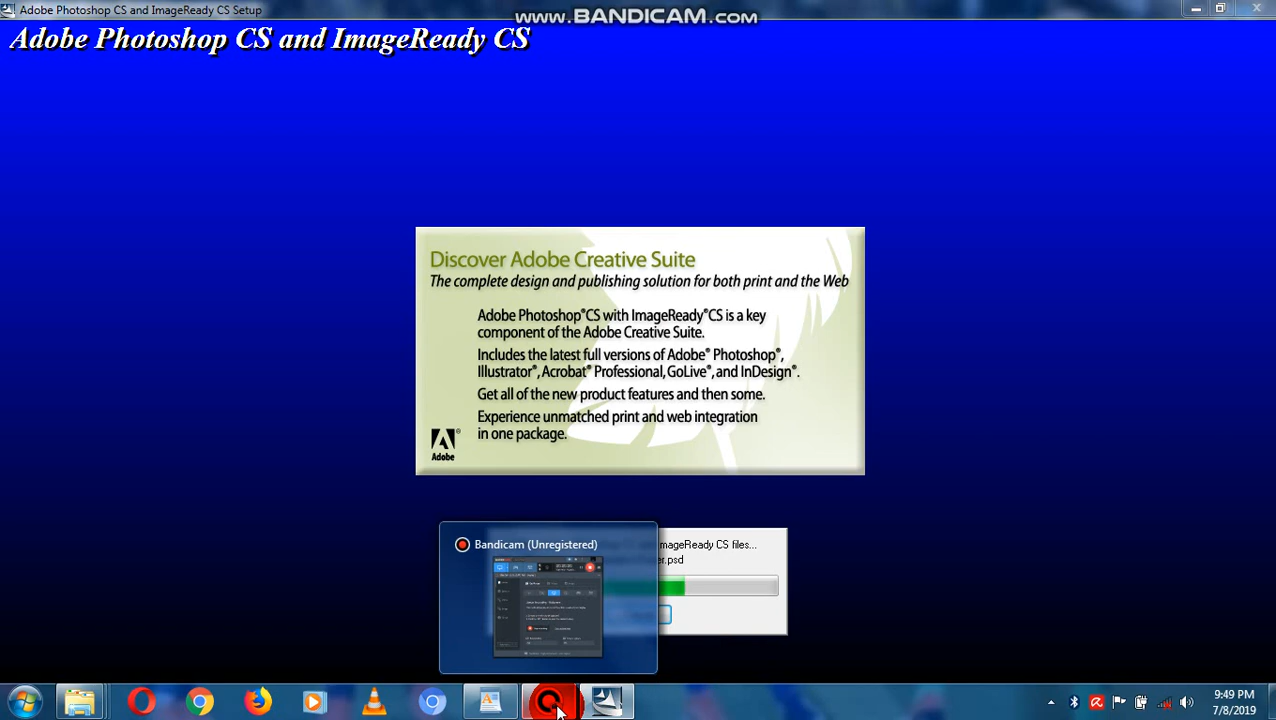 Adobe Photoshop CS and ImageReady CS Setup
www.BANDICAM.com
Adobe Photoshop CS and ImageReady CS
Discover Adobe Creative Suite
The complete design and publishing solution for both print and the Web
Adobe Photoshop®CS with ImageReady®CS is a key
component of the Adobe Creative Suite.
Includes the latest full versions of Adobe® Photoshop®,
Illustrator®, Acrobat® Professional, GoLive®, and InDesign®.
Get all of the new product features and then some.
Experience unmatched print and web integration
in one package.
Adobe
Bandicam (Unregistered)
mageReady CS files...
er.psd
9:49 PM
7/8/2019